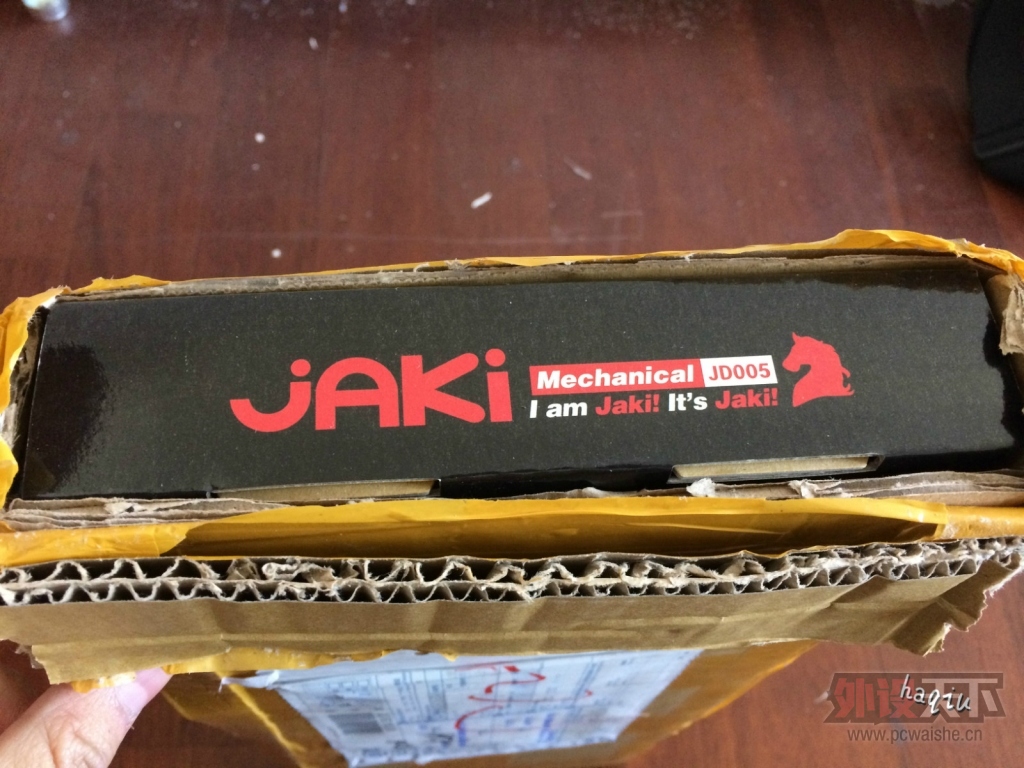 jAKi
Mechanical JD005
I am Jaki! It's Jaki!
外设天下
haqiu
www.pcwaishe.cn